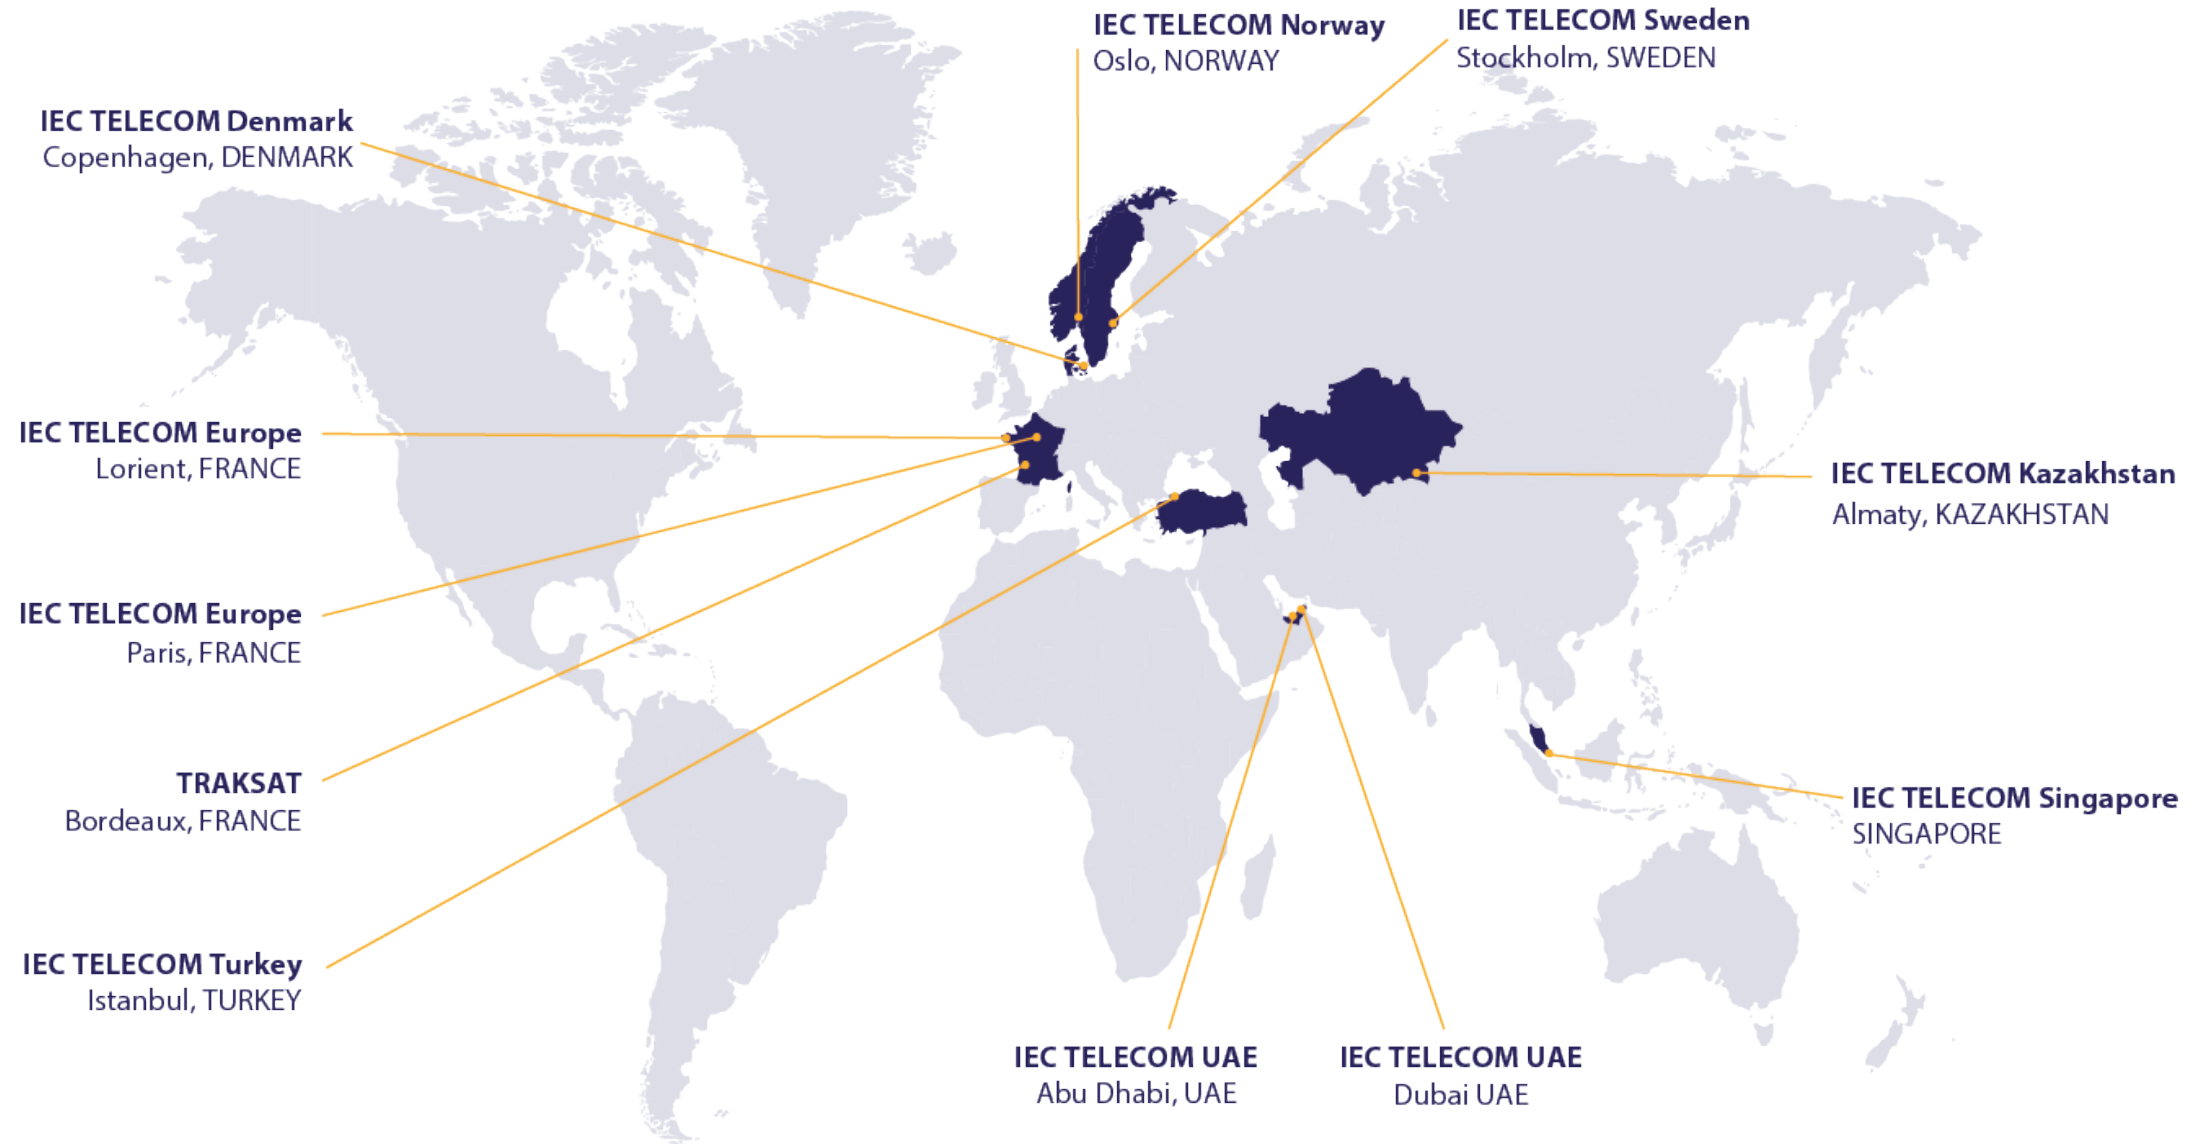 IEC TELECOM Norway
Oslo, NORWAY
IEC TELECOM Sweden
Stockholm, SWEDEN
IEC TELECOM Denmark
Copenhagen, DENMARK
IEC TELECOM Europe
Lorient, FRANCE
IEC TELECOM Kazakhstan
Almaty, KAZAKHSTAN
IEC TELECOM Europe
Paris, FRANCE
TRAKSAT
Bordeaux, FRANCE
IEC TELECOM Singapore
SINGAPORE
IEC TELECOM Turkey
Istanbul, TURKEY
IEC TELECOM UAE
Abu Dhabi, UAE
IEC TELECOM UAE
Dubai UAE